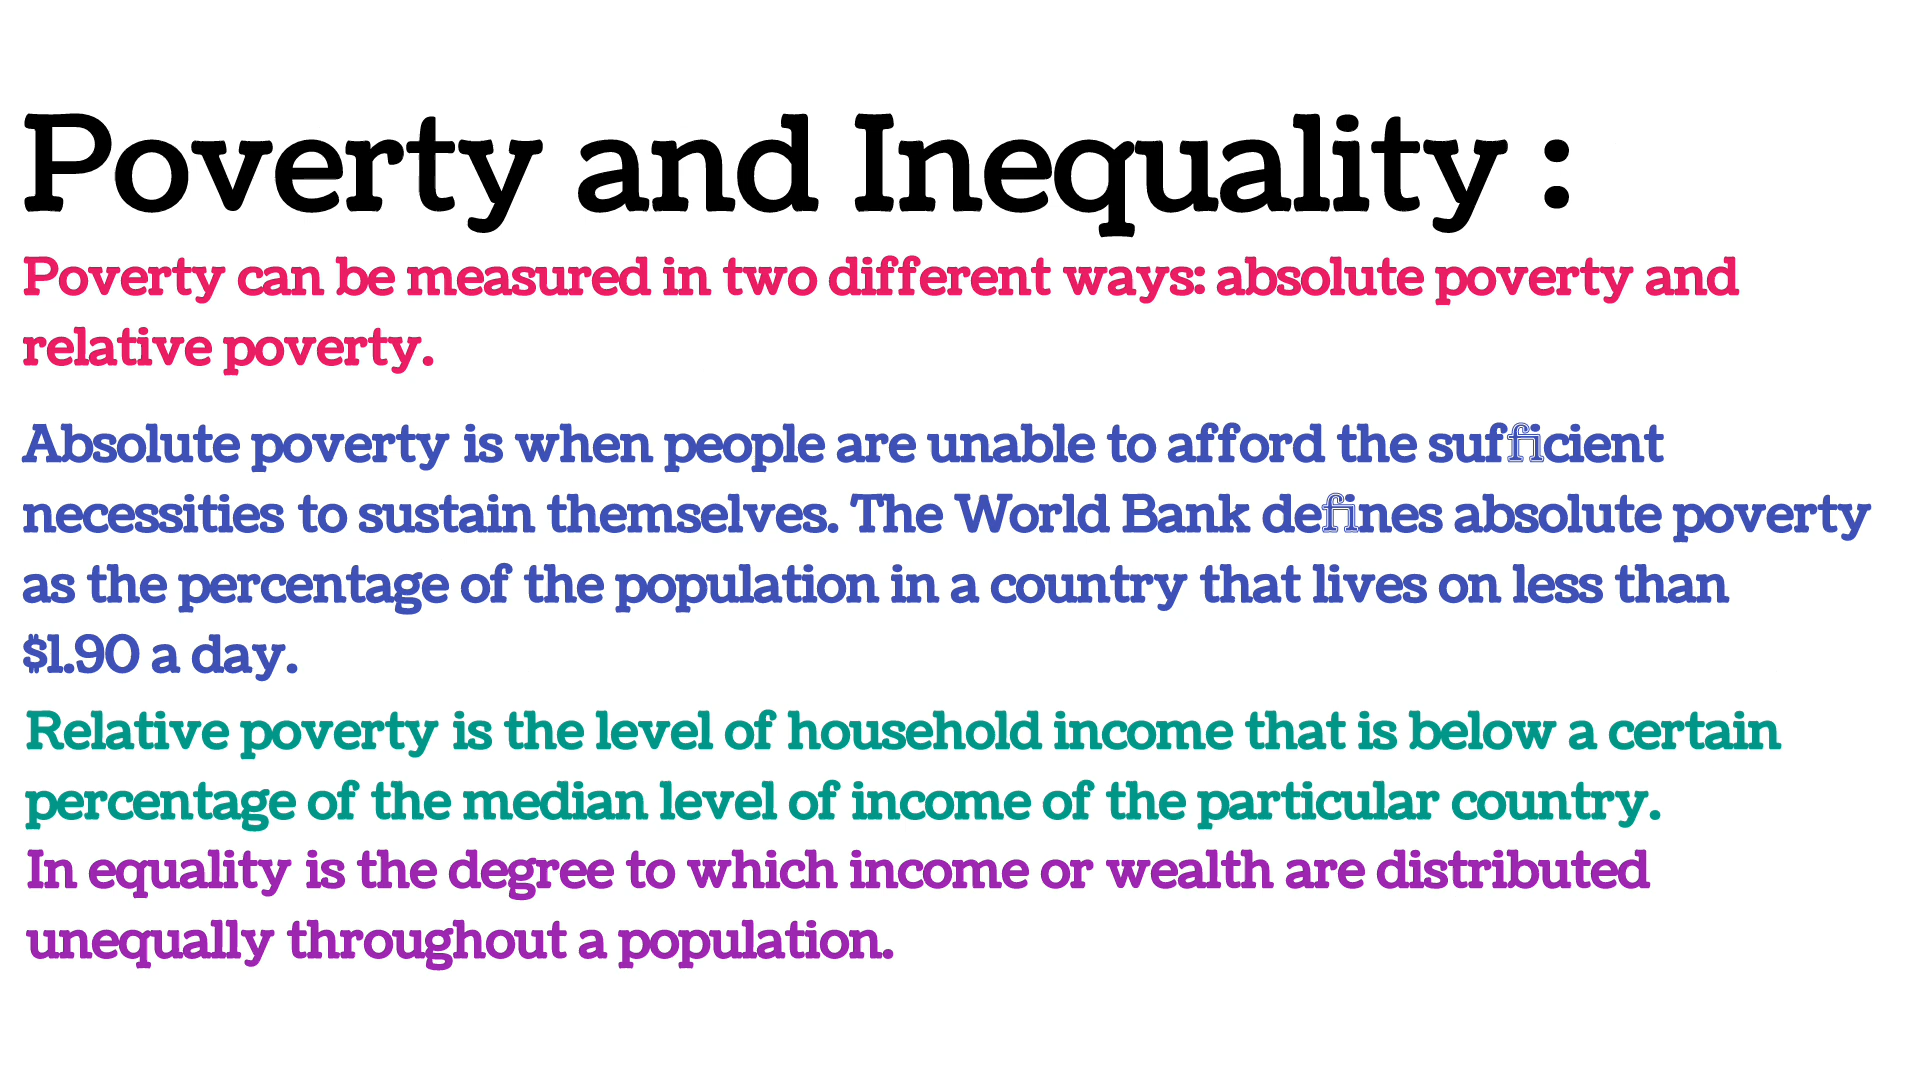 Poverty and Inequality :
Poverty can be measured in two different ways: absolute poverty and
relative poverty.
Absolute poverty is when people are unable to afford the sufficient
necessities to sustain themselves. The World Bank defines absolute poverty
as the percentage of the population in a country that lives on less than
$1.90 a day.
Relative poverty is the level of household income that is below a certain
percentage of the median level of income of the particular country.
In equality is the degree to which income or wealth are distributed
unequally throughout a population.